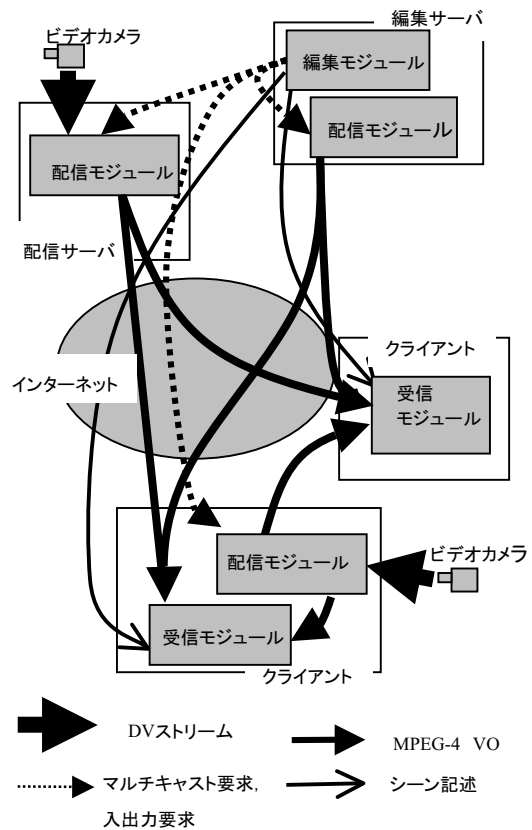 ビデオカメラ
編集サーバ
編集モジュール
配信モジュール
配信モジュール
配信サーバ
クライアント
インターネット
受信
モジュール
配信モジュール
ビデオカメラ
受信モジュール
クライアント
DVストリーム
MPEG-4 VO
マルチキャスト要求,
入出力要求
シーン記述